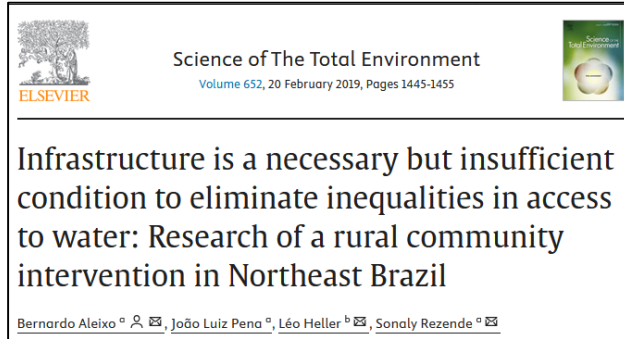 ELSEVIER
Science of The Total Environment
Volume 652, 20 February 2019, Pages 1445-1455
Science of the
Total Environment
Infrastructure is a necessary but insufficient
condition to eliminate inequalities in access
to water: Research of a rural community
intervention in Northeast Brazil
Bernardo Aleixo a, João Luiz Pena a, Léo Heller b, Sonaly Rezende a